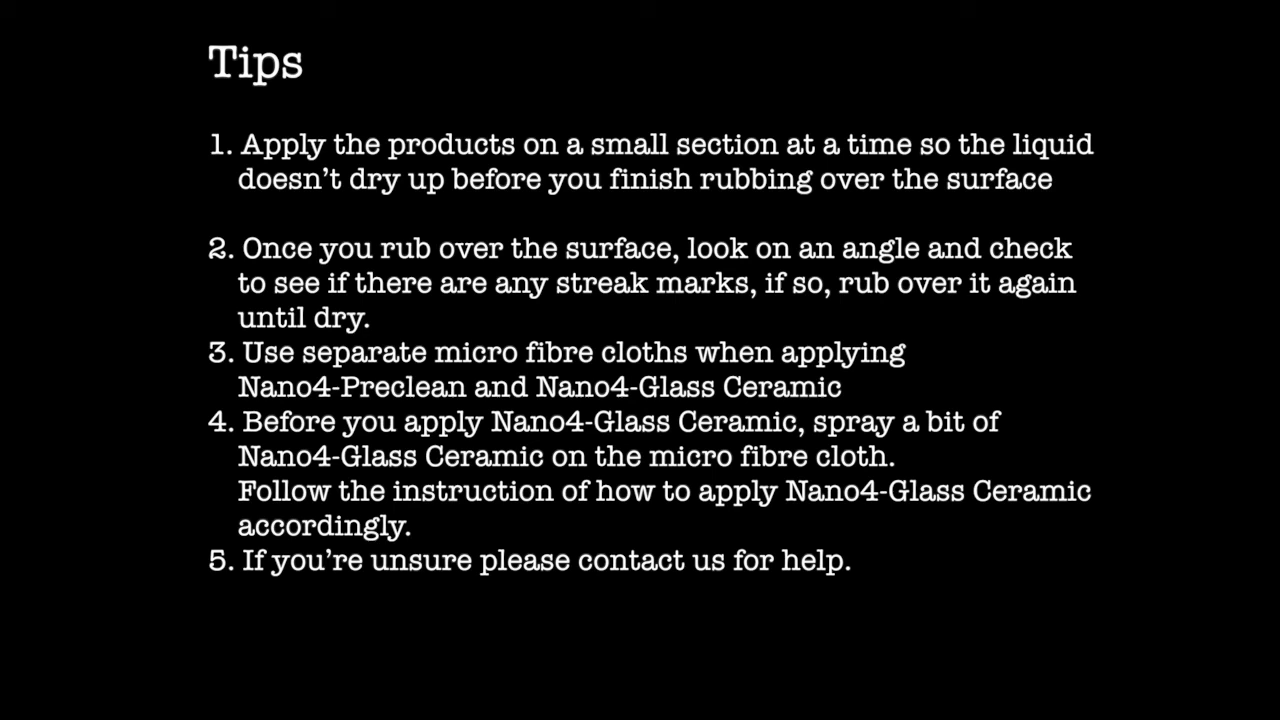 Tips
1. Apply the products on a small section at a time so the liquid
doesn't dry up before you finish rubbing over the surface
2. Once you rub over the surface, look on an angle and check
to see if there are any streak marks, if so, rub over it again
until dry.
3. Use separate micro fibre cloths when applying
Nano4-Preclean and Nano4-Glass Ceramic
4. Before you apply Nano4-Glass Ceramic, spray a bit of
Nano4-Glass Ceramic on the micro fibre cloth.
Follow the instruction of how to apply Nano4-Glass Ceramic
accordingly.
5. If you're unsure please contact us for help.